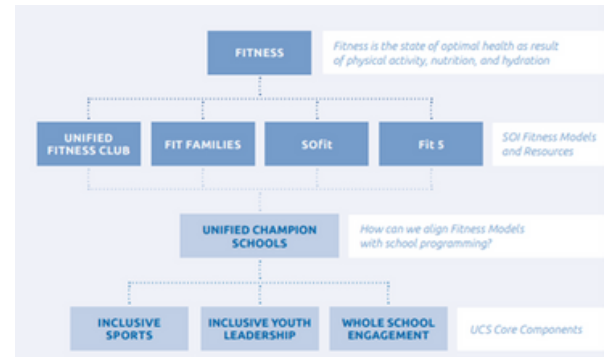 FITNESS
Fitness is the state of optimal health as result
of physical activity, nutrition, and hydration
UNIFIED
FITNESS CLUB
FIT FAMILIES
SOfit
Fit 5
SOI Fitness Models
and Resources
UNIFIED CHAMPION
SCHOOLS
How can we align Fitness Models
with school programming?
INCLUSIVE
SPORTS
INCLUSIVE YOUTH
LEADERSHIP
WHOLE SCHOOL
ENGAGEMENT
UCS Core Components